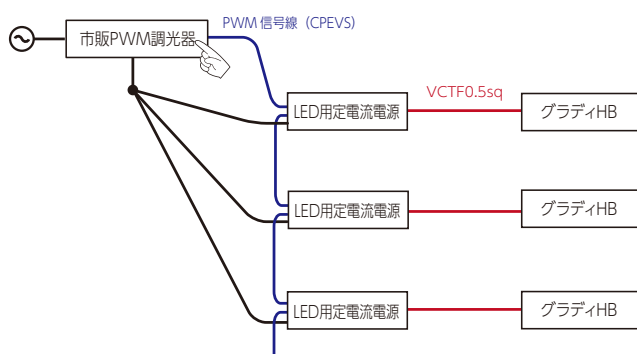 PWM 信号線（CPEVS）
市販PWM調光器
VCTF0.5sq
LED用定電流電源
グラディHB
LED用定電流電源
グラディHB
LED用定電流電源
グラディHB